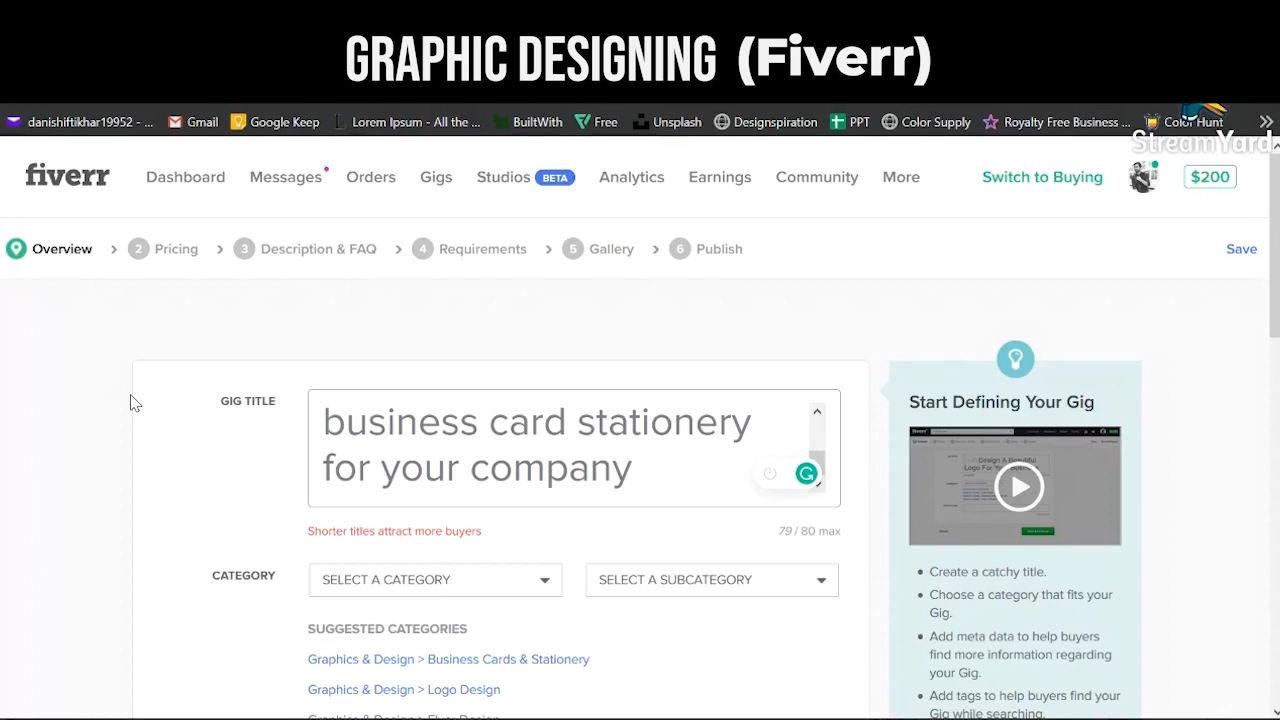 GRAPHIC DESIGNING (Fiverr)
danishiftikhar19952 - ... Gmail Google Keep Lorem Ipsum - All the ... BuiltWith Free Unsplash Designspiration PPT Color Supply Royalty Free Business ... Color Hunt
StreamYard
fiverr Dashboard Messages Orders Gigs Studios BETA Analytics Earnings Community More Switch to Buying $200
Overview 2 Pricing 3 Description & FAQ 4 Requirements 5 Gallery 6 Publish Save
GIG TITLE
business card stationery
for your company
Shorter titles attract more buyers 79 / 80 max
CATEGORY SELECT A CATEGORY SELECT A SUBCATEGORY
SUGGESTED CATEGORIES
Graphics & Design > Business Cards & Stationery
Graphics & Design > Logo Design
Start Defining Your Gig
Create a catchy title.
Choose a category that fits your
Gig.
Add meta data to help buyers
find more information regarding
your Gig.
Add tags to help buyers find your
Gig while searching.